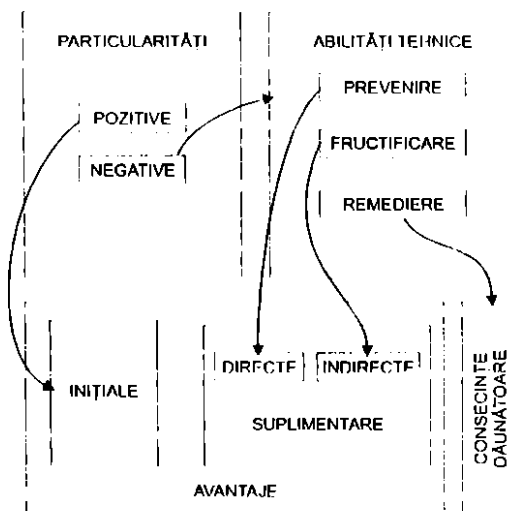 PARTICULARITĂȚI
ABILITĂȚI TEHNICE
POZITIVE
NEGATIVE
PREVENIRE
FRUCTIFICARE
REMEDIERE
INIȚIALE
DIRECTE
INDIRECTE
SUPLIMENTARE
AVANTAJE
CONSECINȚE
DĂUNĂTOARE